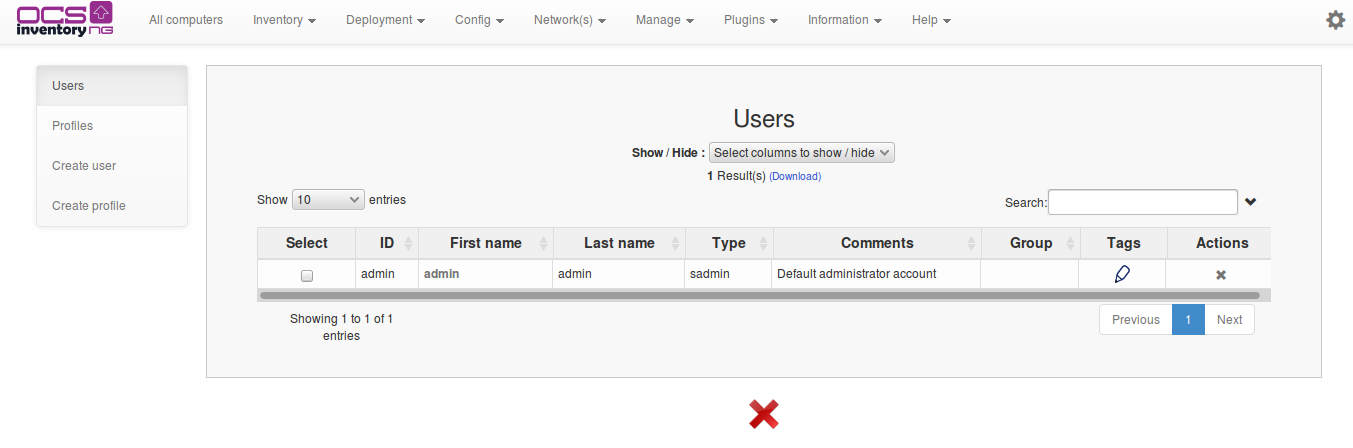 OCS
inventory NG
All computers Inventory Deployment Config Network(s) Manage Plugins Information Help
Users
Profiles
Create user
Create profile
Users
Show / Hide : Select columns to show / hide
1 Result(s) (Download)
Show 10 entries Search:
Select ID First name Last name Type Comments Group Tags Actions
admin admin admin sadmin Default administrator account
Showing 1 to 1 of 1
entries
Previous 1 Next